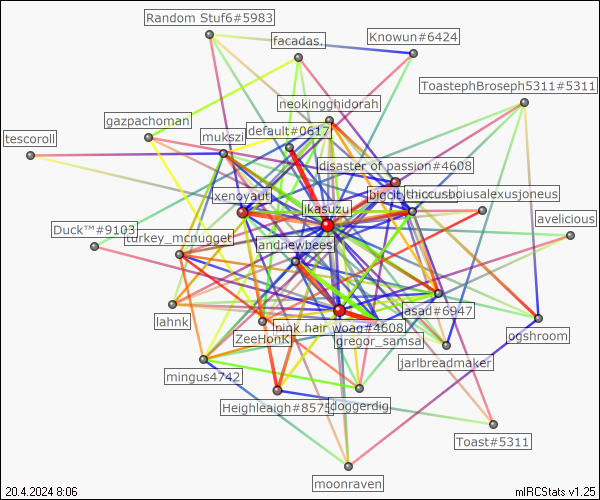 Random Stuf6#5983
Knowun#6424
facadas.
ToastephBroseph5311#5311
neokingghidorah
gazpachoman
default#0617
mukszi
tescoroll
disaster of passion#4608
xenoyaut
thiccrusboiusalexusjoneus
ikasuzu
avelicious
Duck™#9103
turkey_mcnugget
andnewbees
asad#6947
lahnk
pink hair woag#4608
ogshroom
ZeeHonK
gregor_samsa
jarlbreadmaker
mingus4742
Heighleaigh#8575
doggerdig
Toast#5311
moonraven
20.4.2024 8:06
mIRCStats v1.25